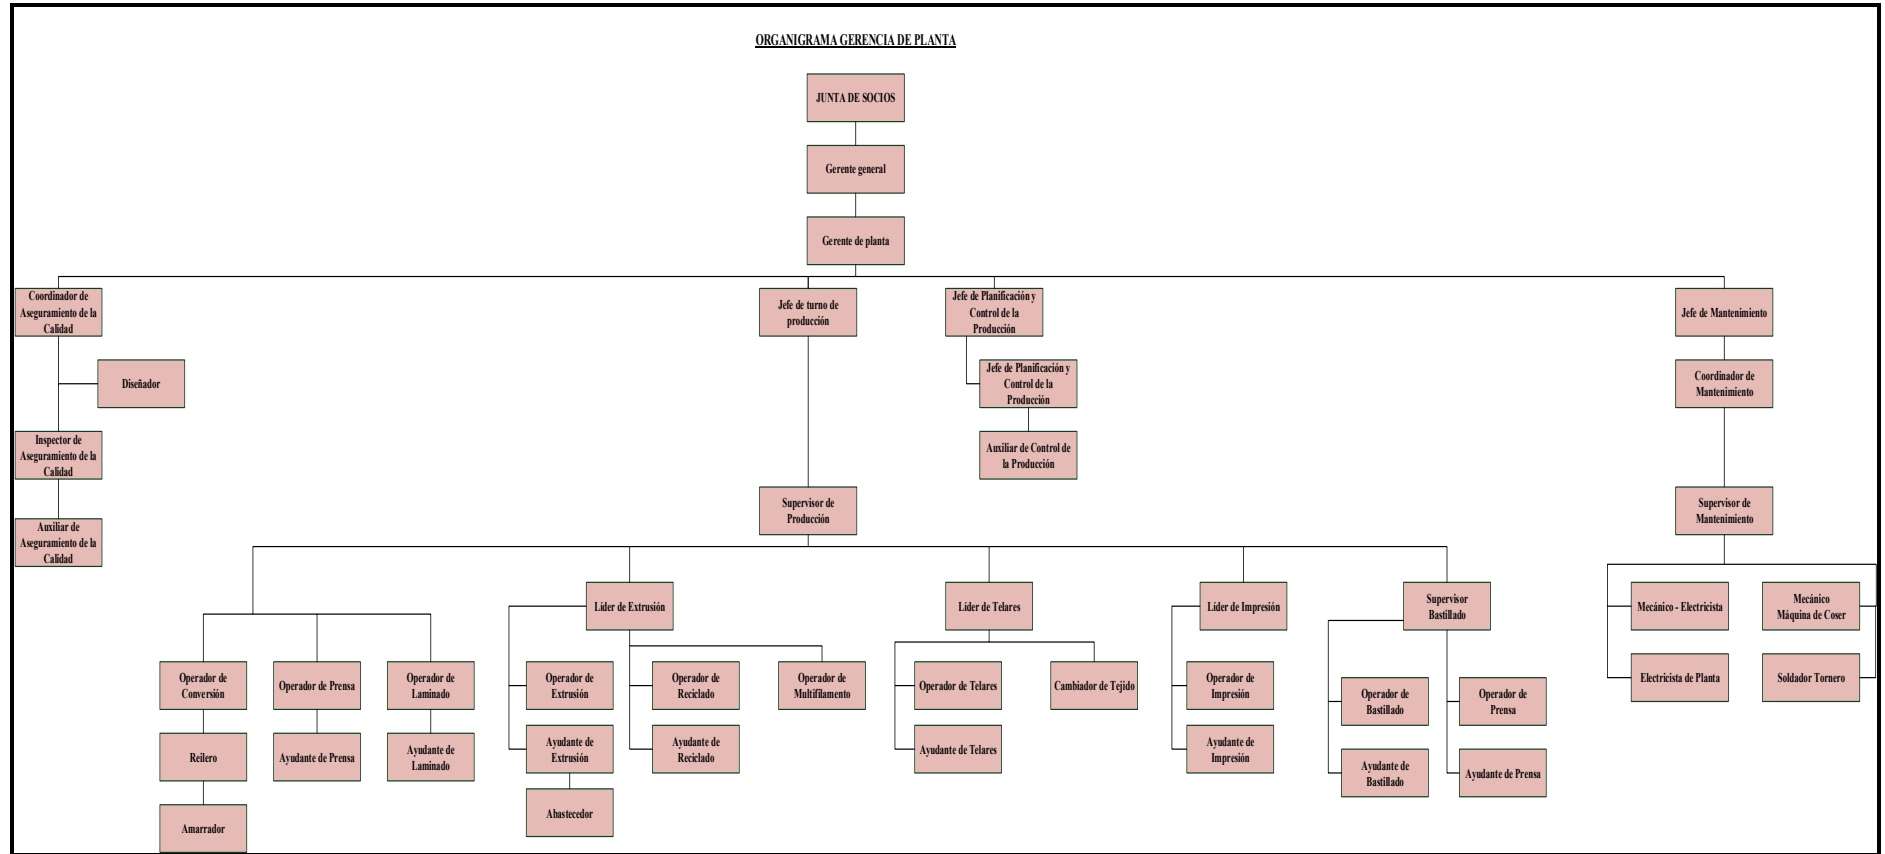 ORGANIGRAMA GERENCIA DE PLANTA
JUNTA DE SOCIOS
Gerente general
Gerente de planta
Coordinador de
Aseguramiento de la
Calidad
Jefe de turno de
producción
Jefe de Planificación y
Control de la
Producción
Jefe de Mantenimiento
Diseñador
Jefe de Planificación y
Control de la
Producción
Coordinador de
Mantenimiento
Inspector de
Aseguramiento de la
Calidad
Auxiliar de Control de
la Producción
Auxiliar de
Aseguramiento de la
Calidad
Supervisor de
Producción
Supervisor de
Mantenimiento
Líder de Extrusión
Líder de Telares
Líder de Impresión
Supervisor
Bastillado
Mecánico - Electricista
Mecánico
Máquina de Coser
Operador de
Conversión
Operador de Prensa
Operador de
Laminado
Operador de
Extrusión
Operador de
Reciclado
Operador de
Multifilamento
Operador de Telares
Cambiador de Tejido
Operador de
Impresión
Operador de
Bastillado
Operador de
Prensa
Electricista de Planta
Soldador Tornero
Reilero
Ayudante de Prensa
Ayudante de
Laminado
Ayudante de
Extrusión
Ayudante de
Reciclado
Ayudante de Telares
Ayudante de
Impresión
Ayudante de
Bastillado
Ayudante de Prensa
Amarrador
Abastecedor